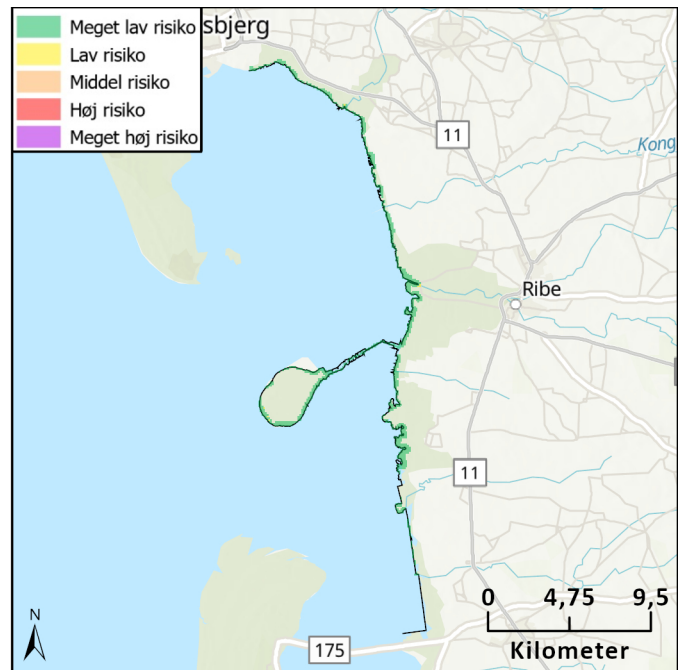 Meget lav risiko
sbjerg
Lav risiko
Middel risiko
Høj risiko
Meget høj risiko
11
Kong
Ribe
11
0 4,75 9,5
Kilometer
N
175